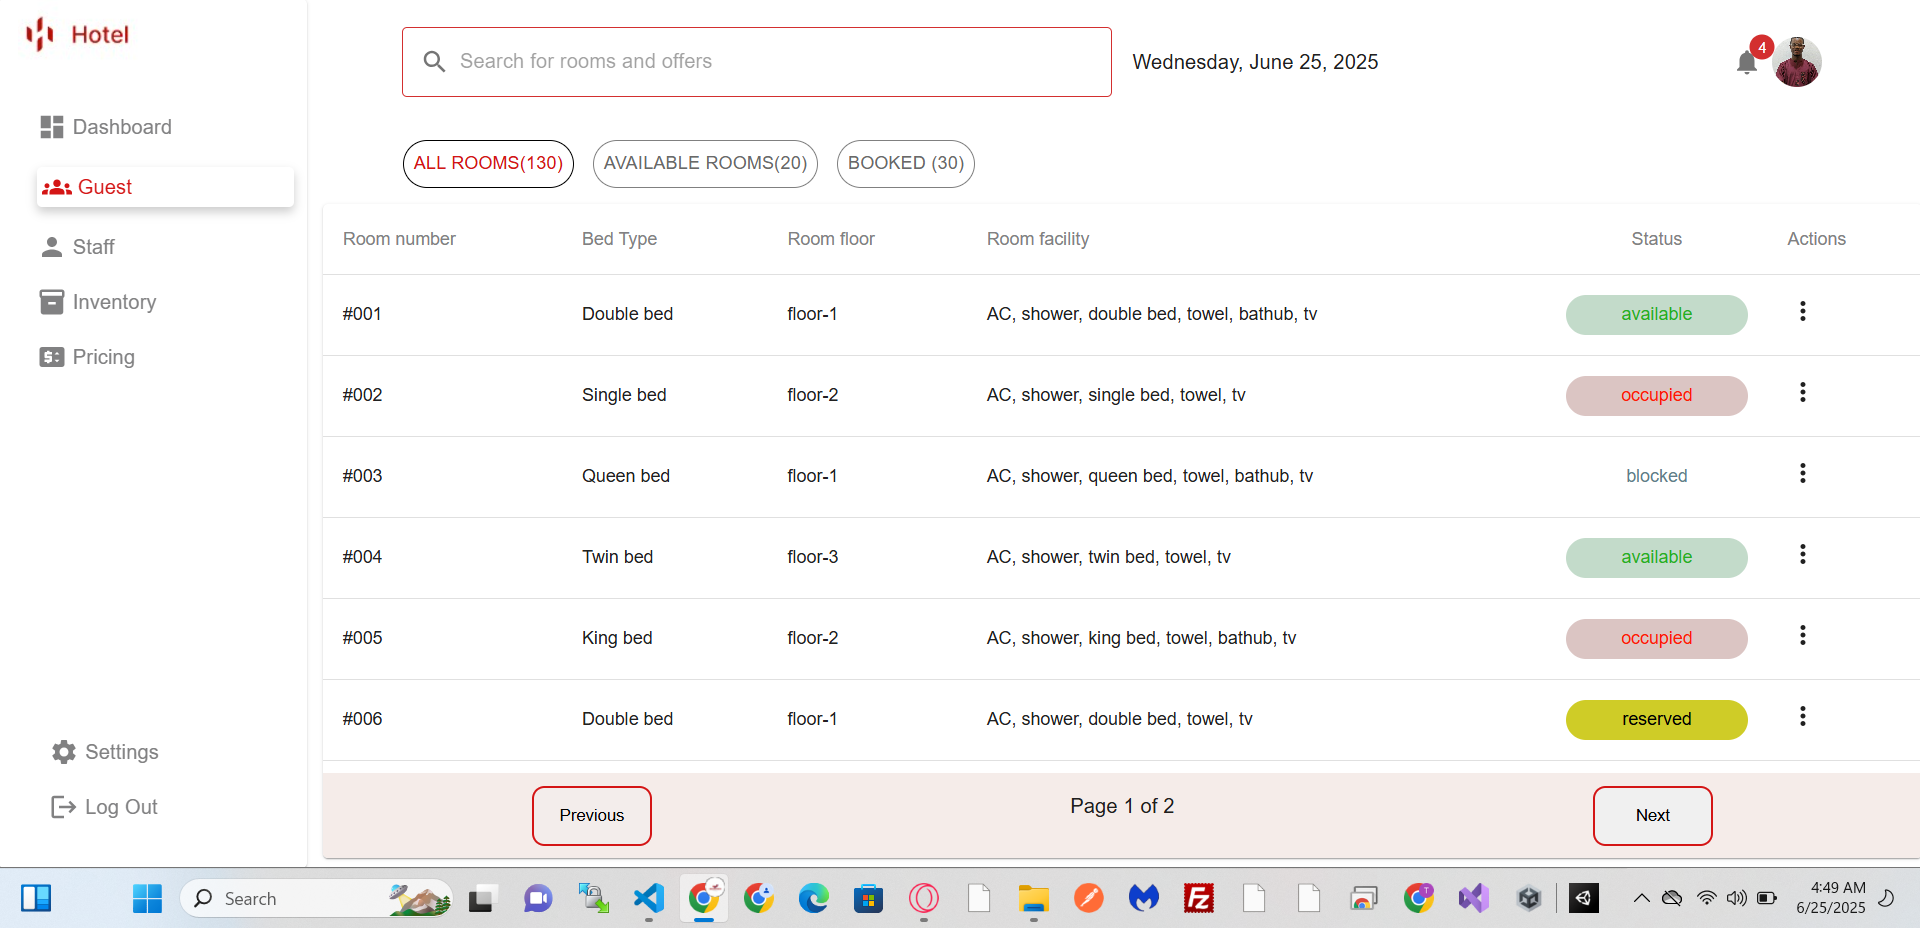 Hotel
Search for rooms and offers
Wednesday, June 25, 2025
4
Dashboard
Guest
Staff
Inventory
Pricing
Settings
Log Out
ALL ROOMS(130) AVAILABLE ROOMS(20) BOOKED (30)
Room number Bed Type Room floor Room facility Status Actions
#001 Double bed floor-1 AC, shower, double bed, towel, bathub, tv available
#002 Single bed floor-2 AC, shower, single bed, towel, tv occupied
#003 Queen bed floor-1 AC, shower, queen bed, towel, bathub, tv blocked
#004 Twin bed floor-3 AC, shower, twin bed, towel, tv available
#005 King bed floor-2 AC, shower, king bed, towel, bathub, tv occupied
#006 Double bed floor-1 AC, shower, double bed, towel, tv reserved
Previous Page 1 of 2 Next
Search
4:49 AM
6/25/2025